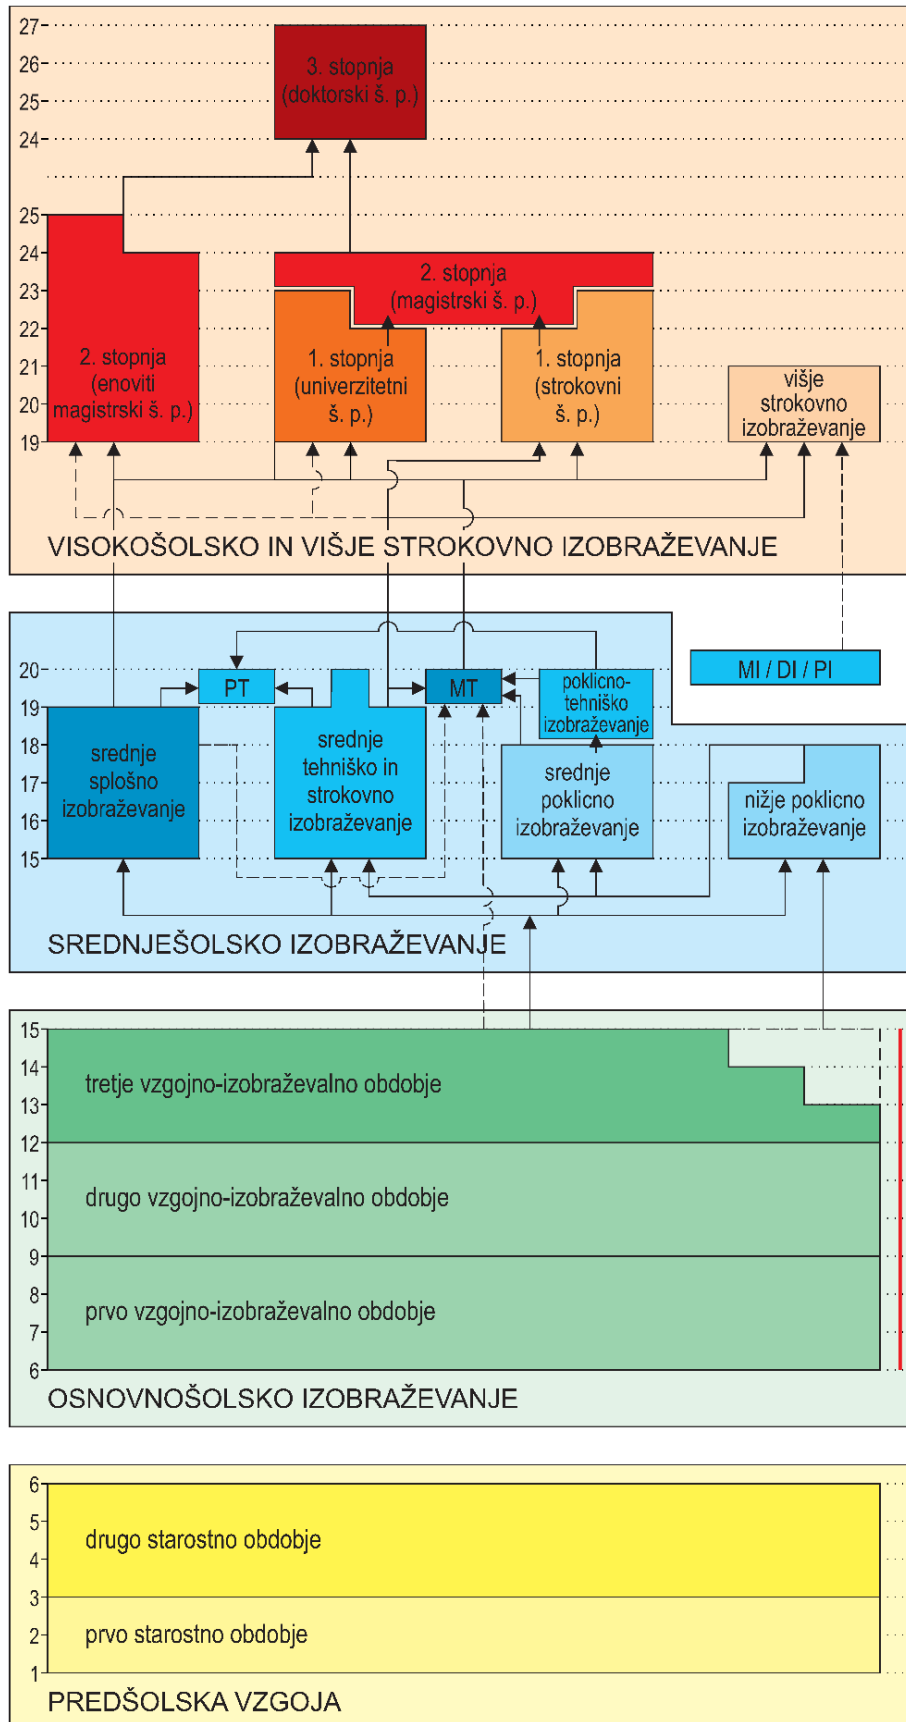 27
26
25
24
3. stopnja
(doktorski š. p.)
25
24
23
22
21
20
19
2. stopnja
(enoviti
magistrski š. p.)
2. stopnja
(magistrski š. p.)
1. stopnja
(univerzitetni
š. p.)
1. stopnja
(strokovni
š. p.)
višje
strokovno
izobraževanje
VISOKOŠOLSKO IN VIŠJE STROKOVNO IZOBRAŽEVANJE
20
19
18
17
16
15
PT
MT
poklicno-
tehniško
izobraževanje
MI / DI / PI
srednje
splošno
izobraževanje
srednje
tehniško in
strokovno
izobraževanje
srednje
poklicno
izobraževanje
nižje poklicno
izobraževanje
SREDNJEŠOLSKO IZOBRAŽEVANJE
15
14
13
12
11
10
9
8
7
6
tretje vzgojno-izobraževalno obdobje
drugo vzgojno-izobraževalno obdobje
prvo vzgojno-izobraževalno obdobje
OSNOVNOŠOLSKO IZOBRAŽEVANJE
6
5
4
3
2
1
drugo starostno obdobje
prvo starostno obdobje
PREDŠOLSKA VZGOJA